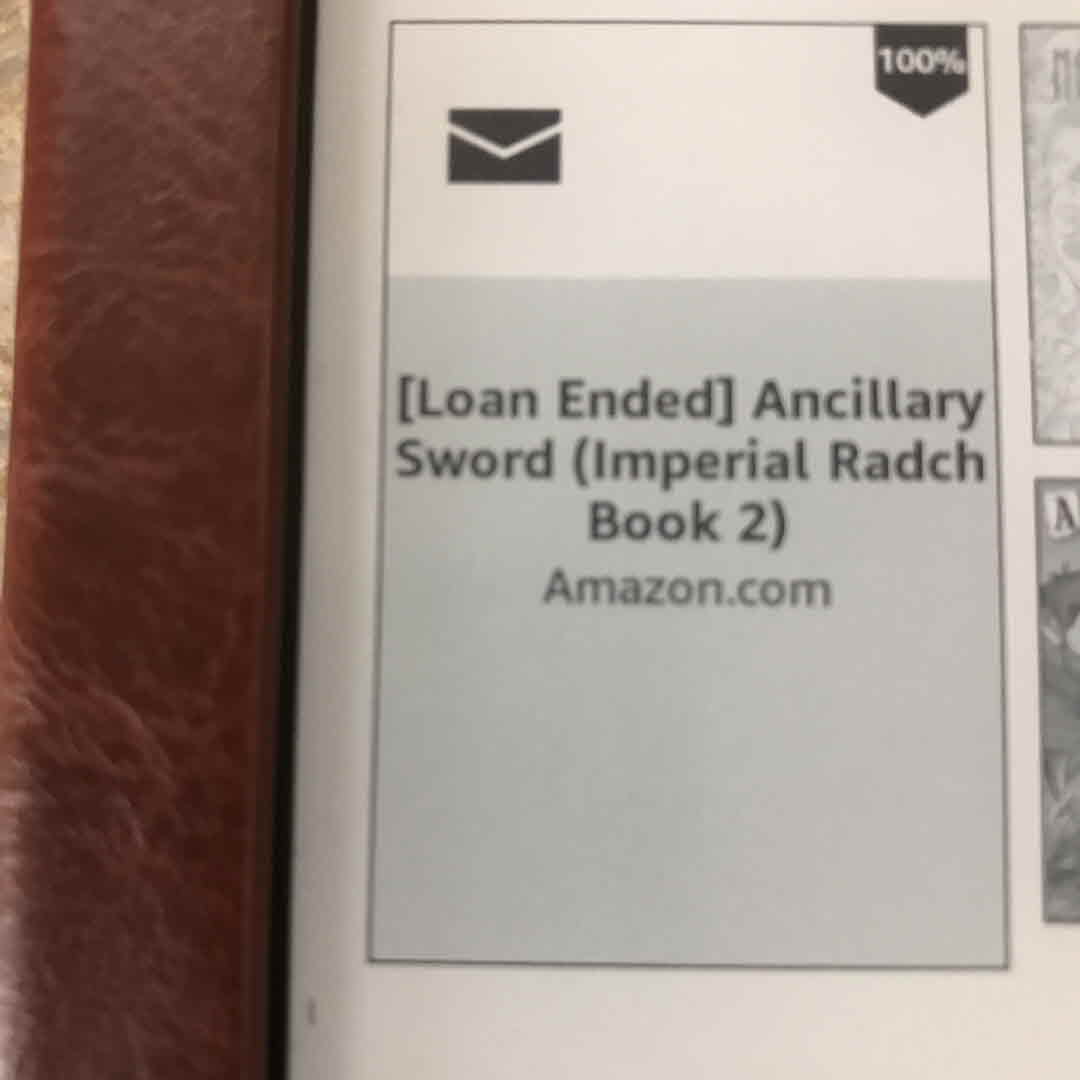 100%
[Loan Ended] Ancillary
Sword (Imperial Radch
Book 2)
Amazon.com
A